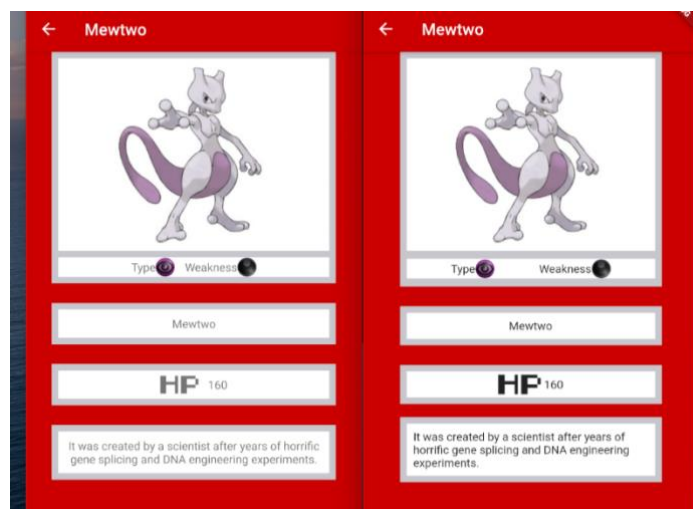 Mewtwo
Type Weakness
Mewtwo
HP 160
It was created by a scientist after years of horrific
gene splicing and DNA engineering experiments.
Mewtwo
Type Weakness
Mewtwo
HP 160
It was created by a scientist after years of
horrific gene splicing and DNA engineering
experiments.